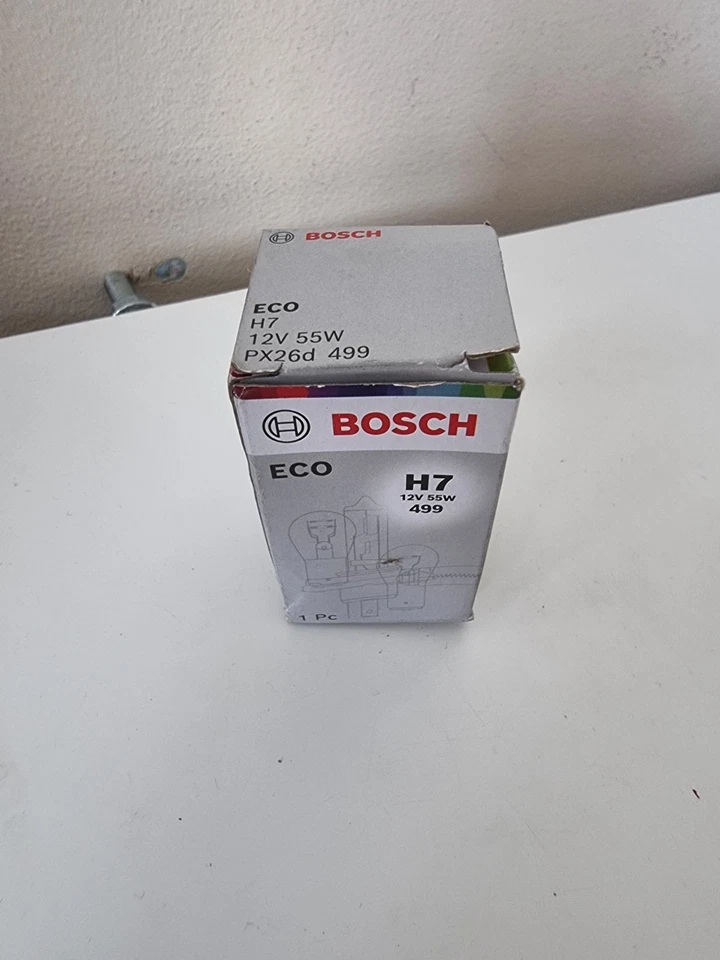 BOSCH
ECO
H7
12V 55W
PX26d 499
BOSCH
ECO
H7
12V 55W
499
1 Pc